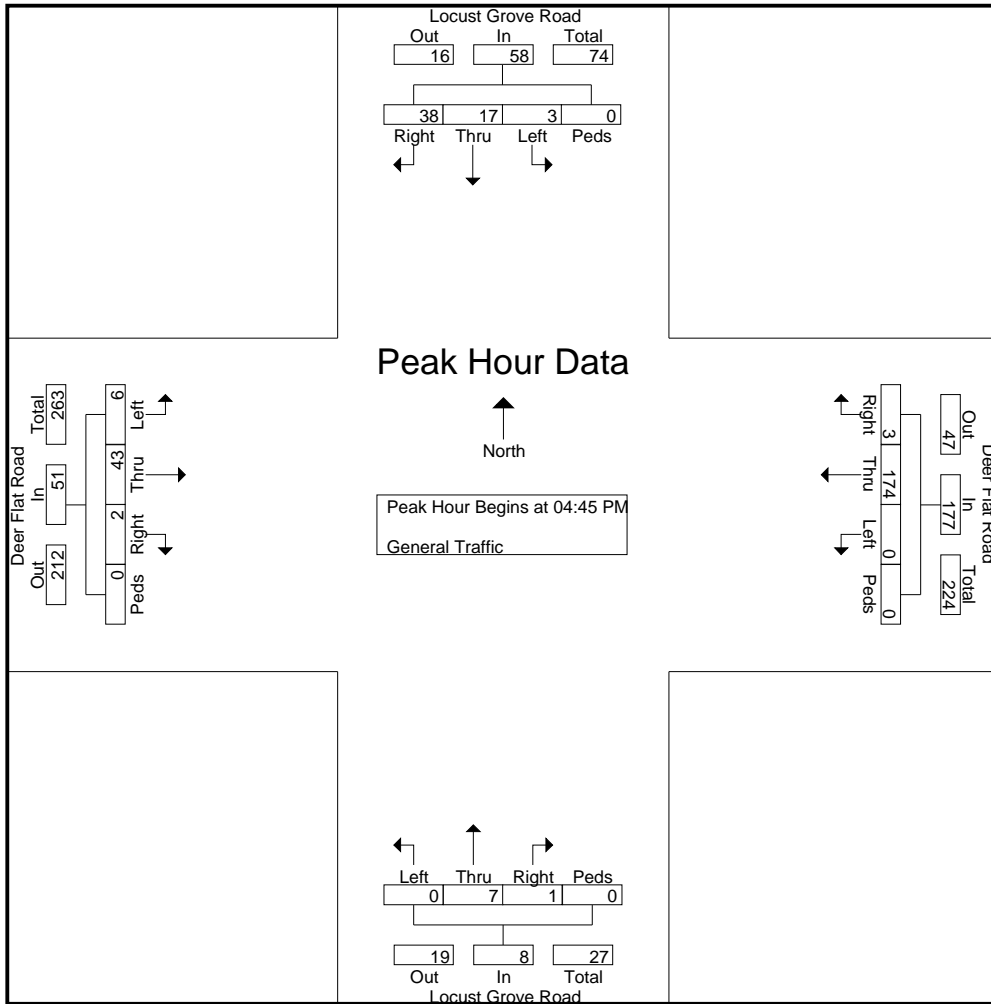 Locust Grove Road
Out In Total
16 58 74
38 17 3 0
Right Thru Left Peds
Peak Hour Data
North
Peak Hour Begins at 04:45 PM
General Traffic
Deer Flat Road
Out In Total
212 51 263
0 2 43 6
Peds Right Thru Left
Deer Flat Road
Out In Total
47 177 224
3 174 0 0
Right Thru Left Peds
Left Thru Right Peds
0 7 1 0
19 8 27
Out In Total
Locust Grove Road